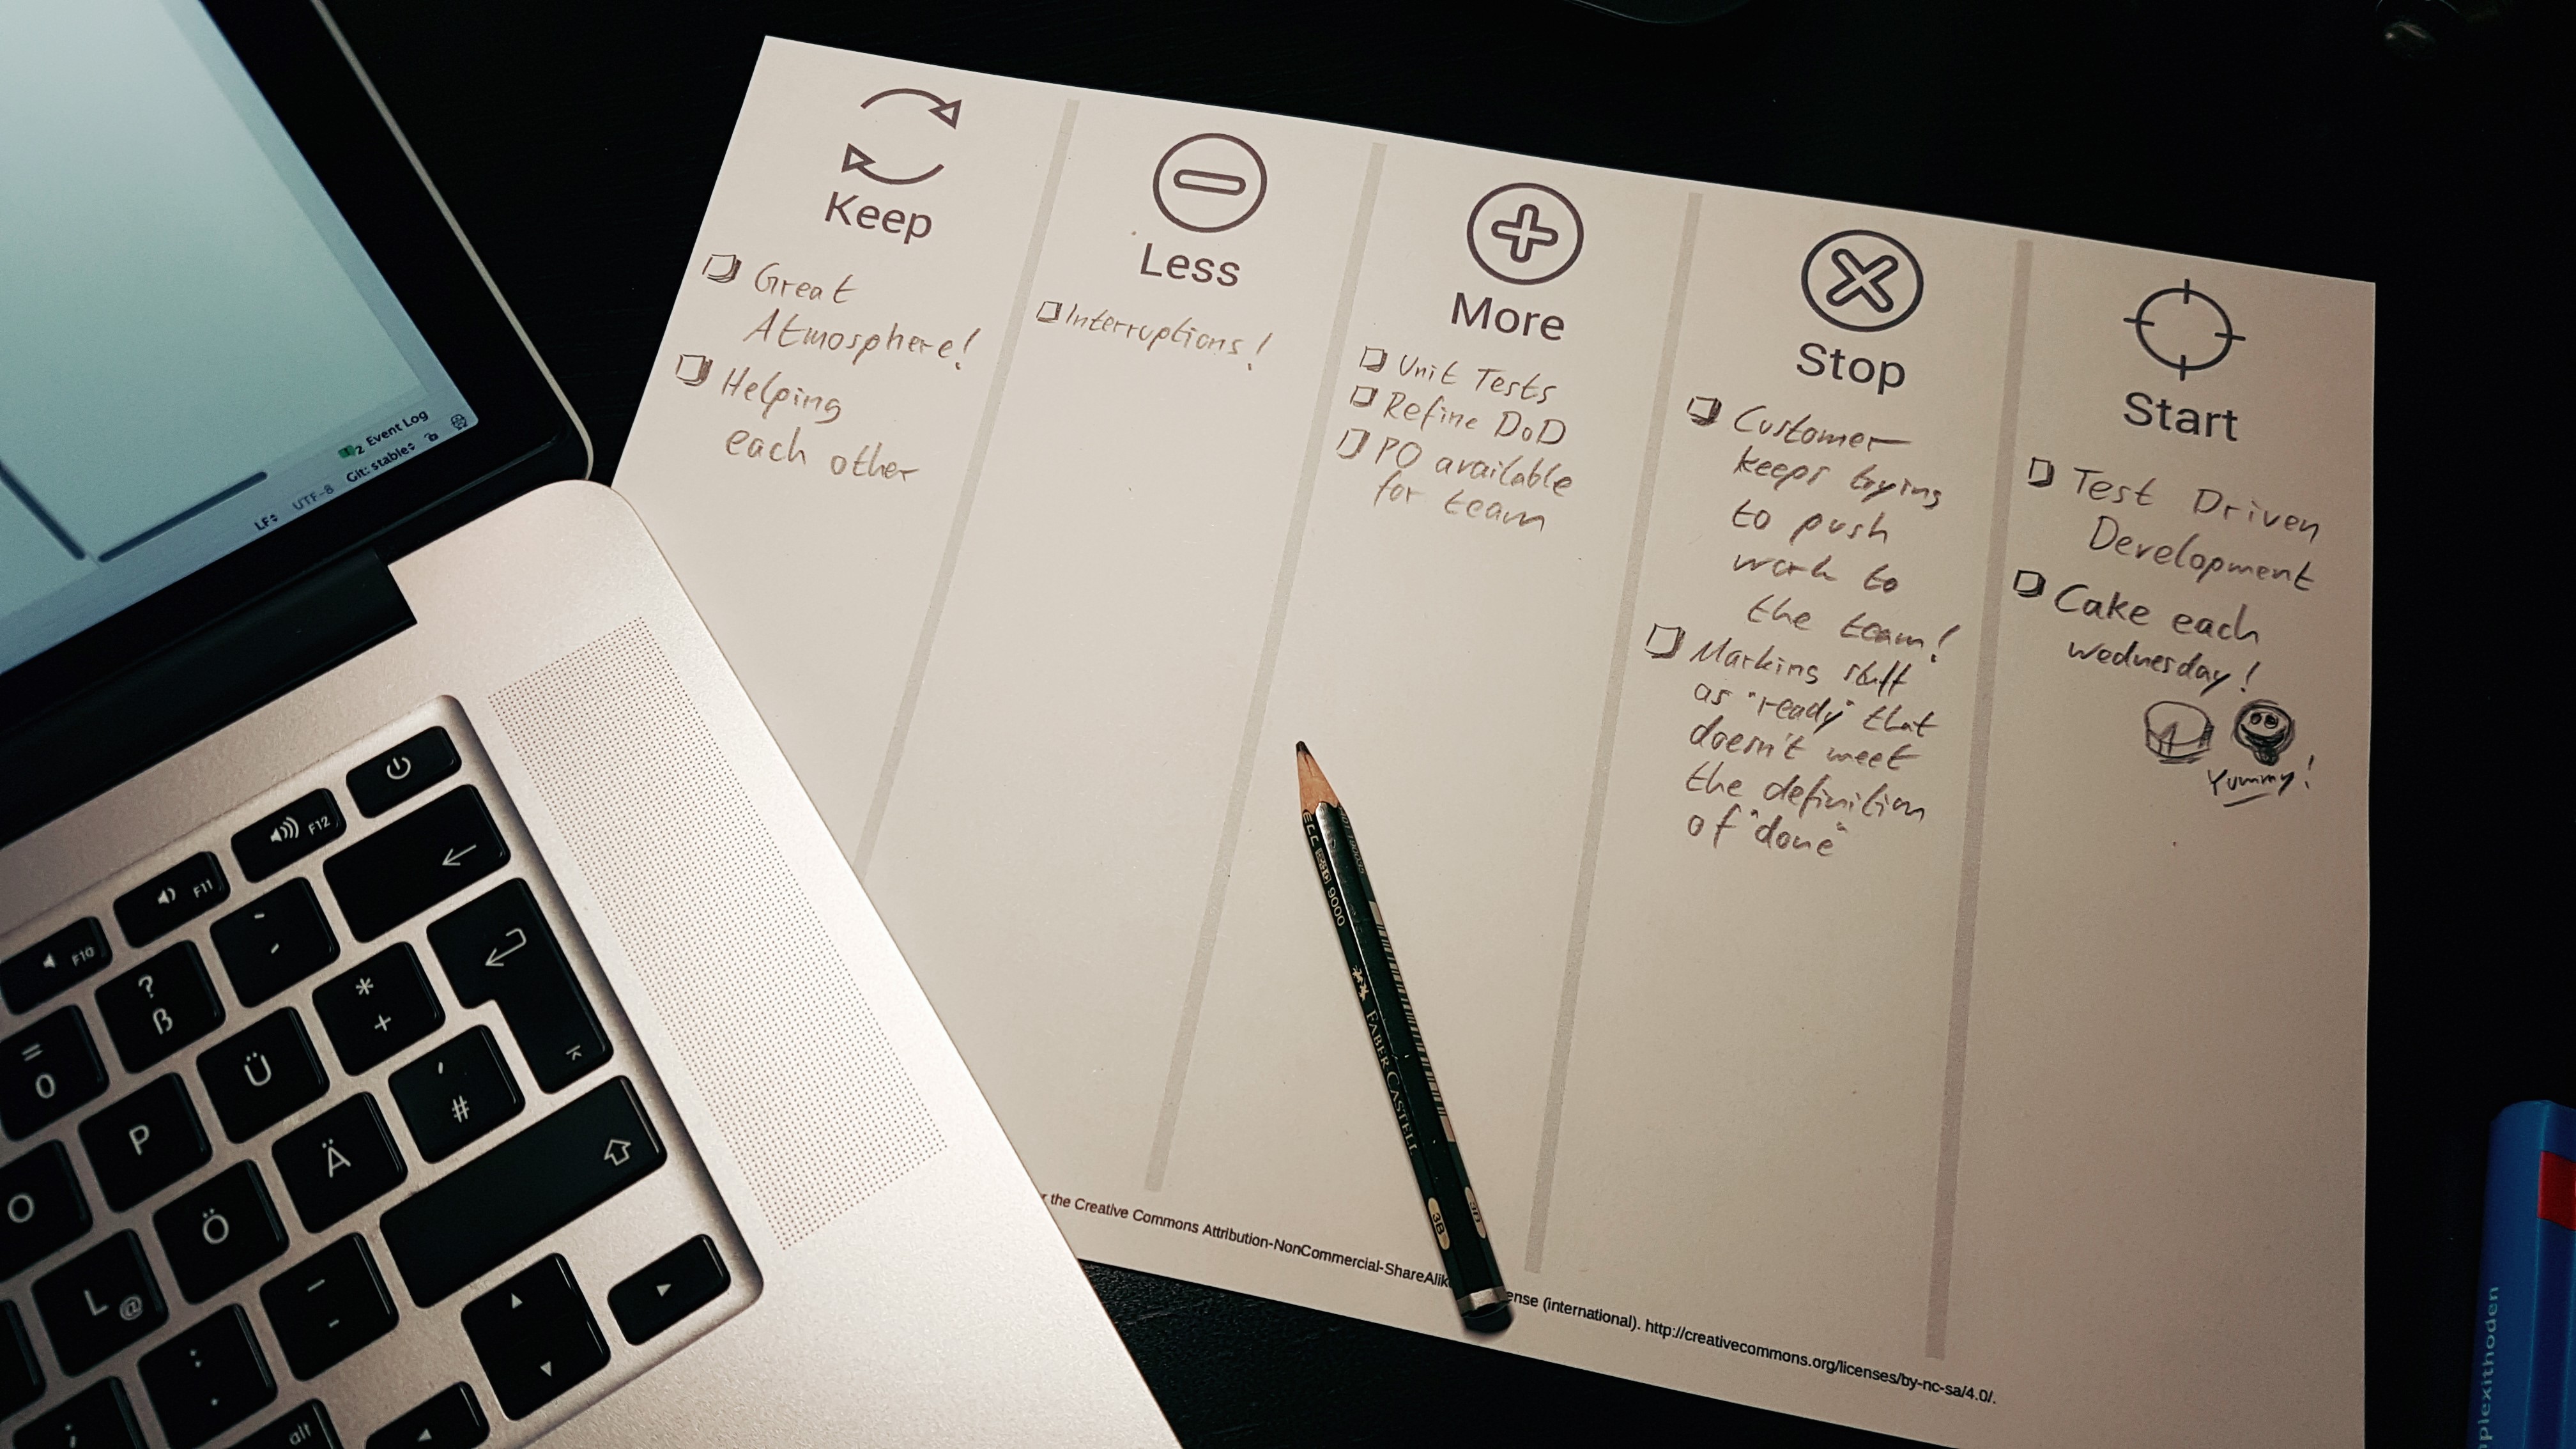 Keep
Great
Atmosphere!
Helping
each other
Less
Interruptions!
More
Unit Tests
Refine DoD
PO available
for team
Stop
Customer
keeps trying
to push
work to
the team!
Marking stuff
as "ready" that
doesn't meet
the definition
of "done"
Start
Test Driven
Development
Cake each
wednesday!
Yummy!
the Creative Commons Attribution-NonCommercial-ShareAlik
ense (international). http://creativecommons.org/licenses/by-nc-sa/4.0/.
2 Event Log
LF UTF-8 Git: stable
F10
F11
F12
= 0
? ß
P
Ü
* +
O
Ö
Ä
' #
L @
: .
; 
alt
9000
FABER-CASTELL
3B
3B
plexithoden